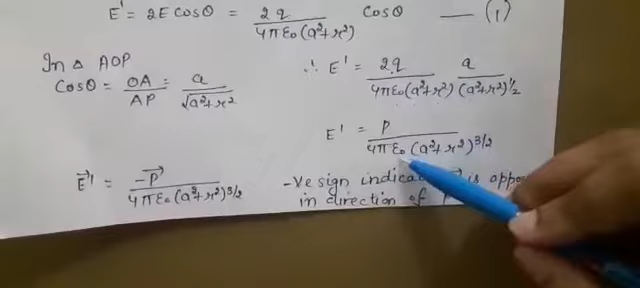 E' = 2E cosθ = 2q / 4πε₀(a²+r²) cosθ —— (1)
In △ AOP
cosθ = OA / AP = a / √a²+r²
∴ E' = 2q / 4πε₀(a²+r²) a / (a²+r²)^1/2
E' = P / 4πε₀(a²+r²)^3/2
E⃗' = -P⃗ / 4πε₀(a²+r²)^3/2
-ve sign is
in direction of